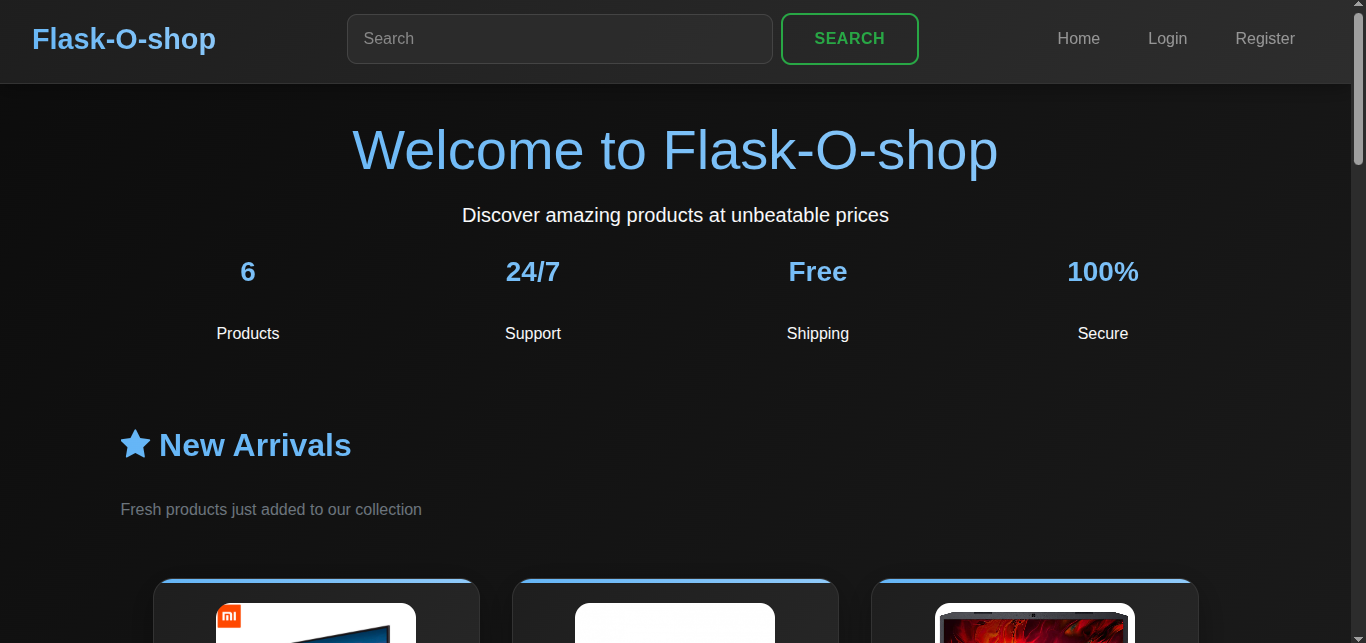 Flask-O-shop
Search
SEARCH
Home
Login
Register
Welcome to Flask-O-shop
Discover amazing products at unbeatable prices
6
24/7
Free
100%
Products
Support
Shipping
Secure
New Arrivals
Fresh products just added to our collection
mi